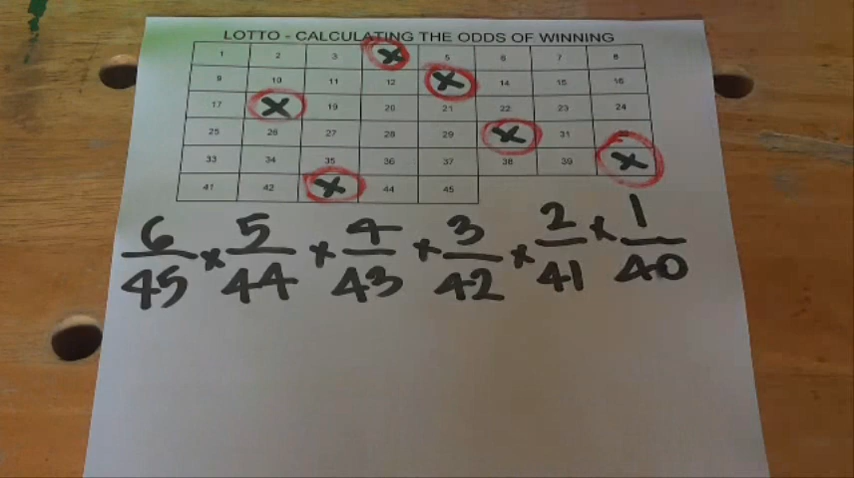 LOTTO - CALCULATING THE ODDS OF WINNING
1 2 3 X 5 6 7 8
9 10 11 12 X 14 15 16
17 X 19 20 21 22 23 24
25 26 27 28 29 X 31 32
33 34 35 36 37 38 39 X
41 42 X 44 45
6/45 × 5/44 × 4/43 × 3/42 × 2/41 × 1/40